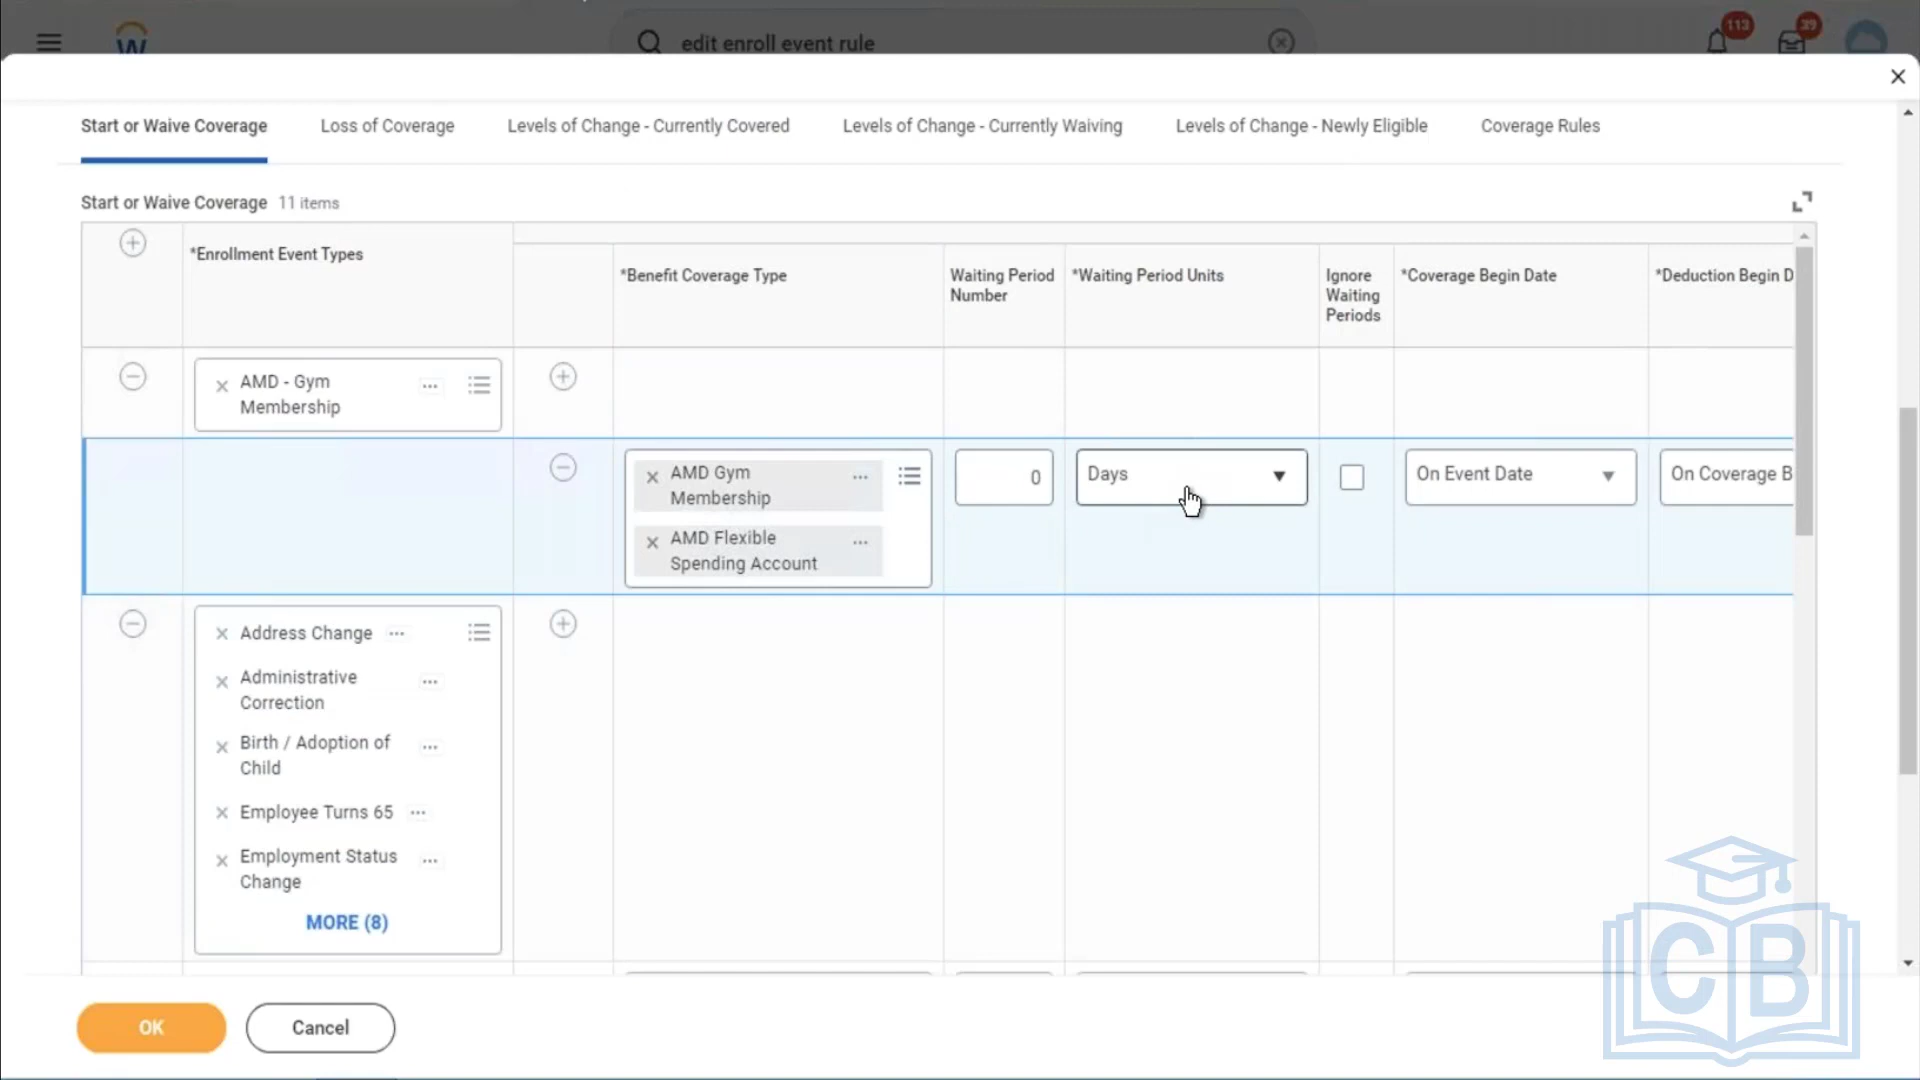 W
edit enroll event rule
113
39
Start or Waive Coverage
Loss of Coverage
Levels of Change - Currently Covered
Levels of Change - Currently Waiving
Levels of Change - Newly Eligible
Coverage Rules
Start or Waive Coverage 11 items
*Enrollment Event Types
*Benefit Coverage Type
Waiting Period
Number
*Waiting Period Units
Ignore
Waiting
Periods
*Coverage Begin Date
*Deduction Begin D
AMD - Gym
Membership
AMD Gym
Membership
AMD Flexible
Spending Account
0
Days
On Event Date
On Coverage B
Address Change
Administrative
Correction
Birth / Adoption of
Child
Employee Turns 65
Employment Status
Change
MORE (8)
OK
Cancel
CB